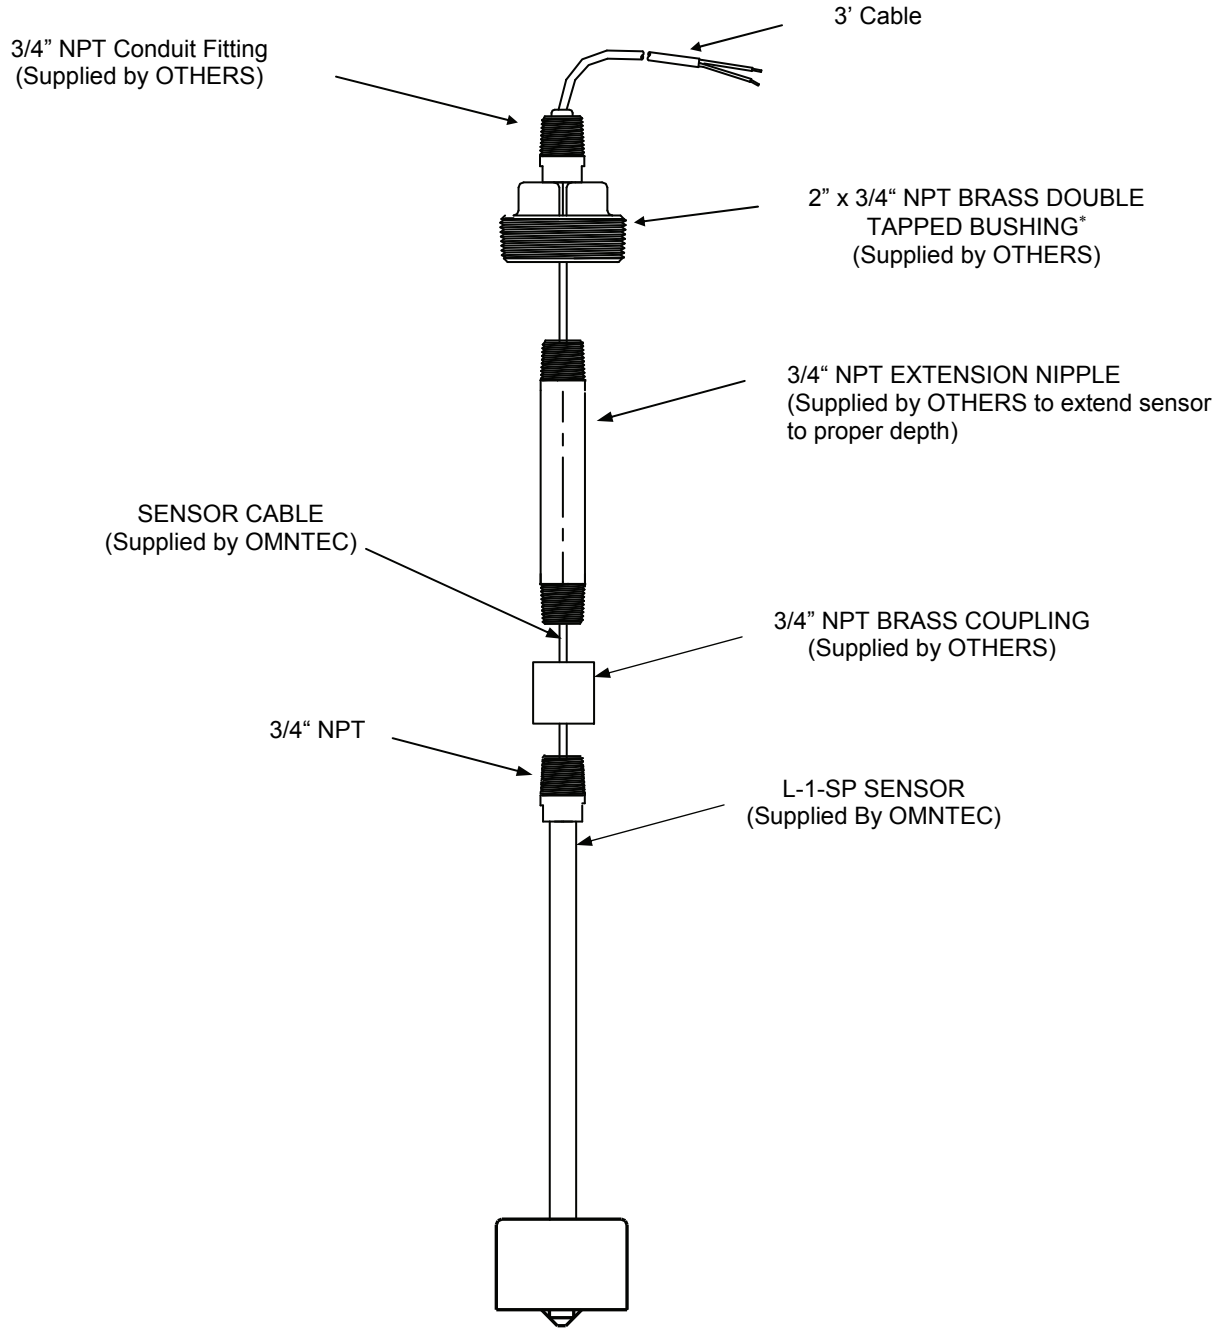 3’ Cable
3/4” NPT Conduit Fitting
(Supplied by OTHERS)
2” x 3/4“ NPT BRASS DOUBLE
TAPPED BUSHING*
(Supplied by OTHERS)
3/4“ NPT EXTENSION NIPPLE
(Supplied by OTHERS to extend sensor
to proper depth)
SENSOR CABLE
(Supplied by OMNTEC)
3/4” NPT BRASS COUPLING
(Supplied by OTHERS)
3/4“ NPT
L-1-SP SENSOR
(Supplied By OMNTEC)